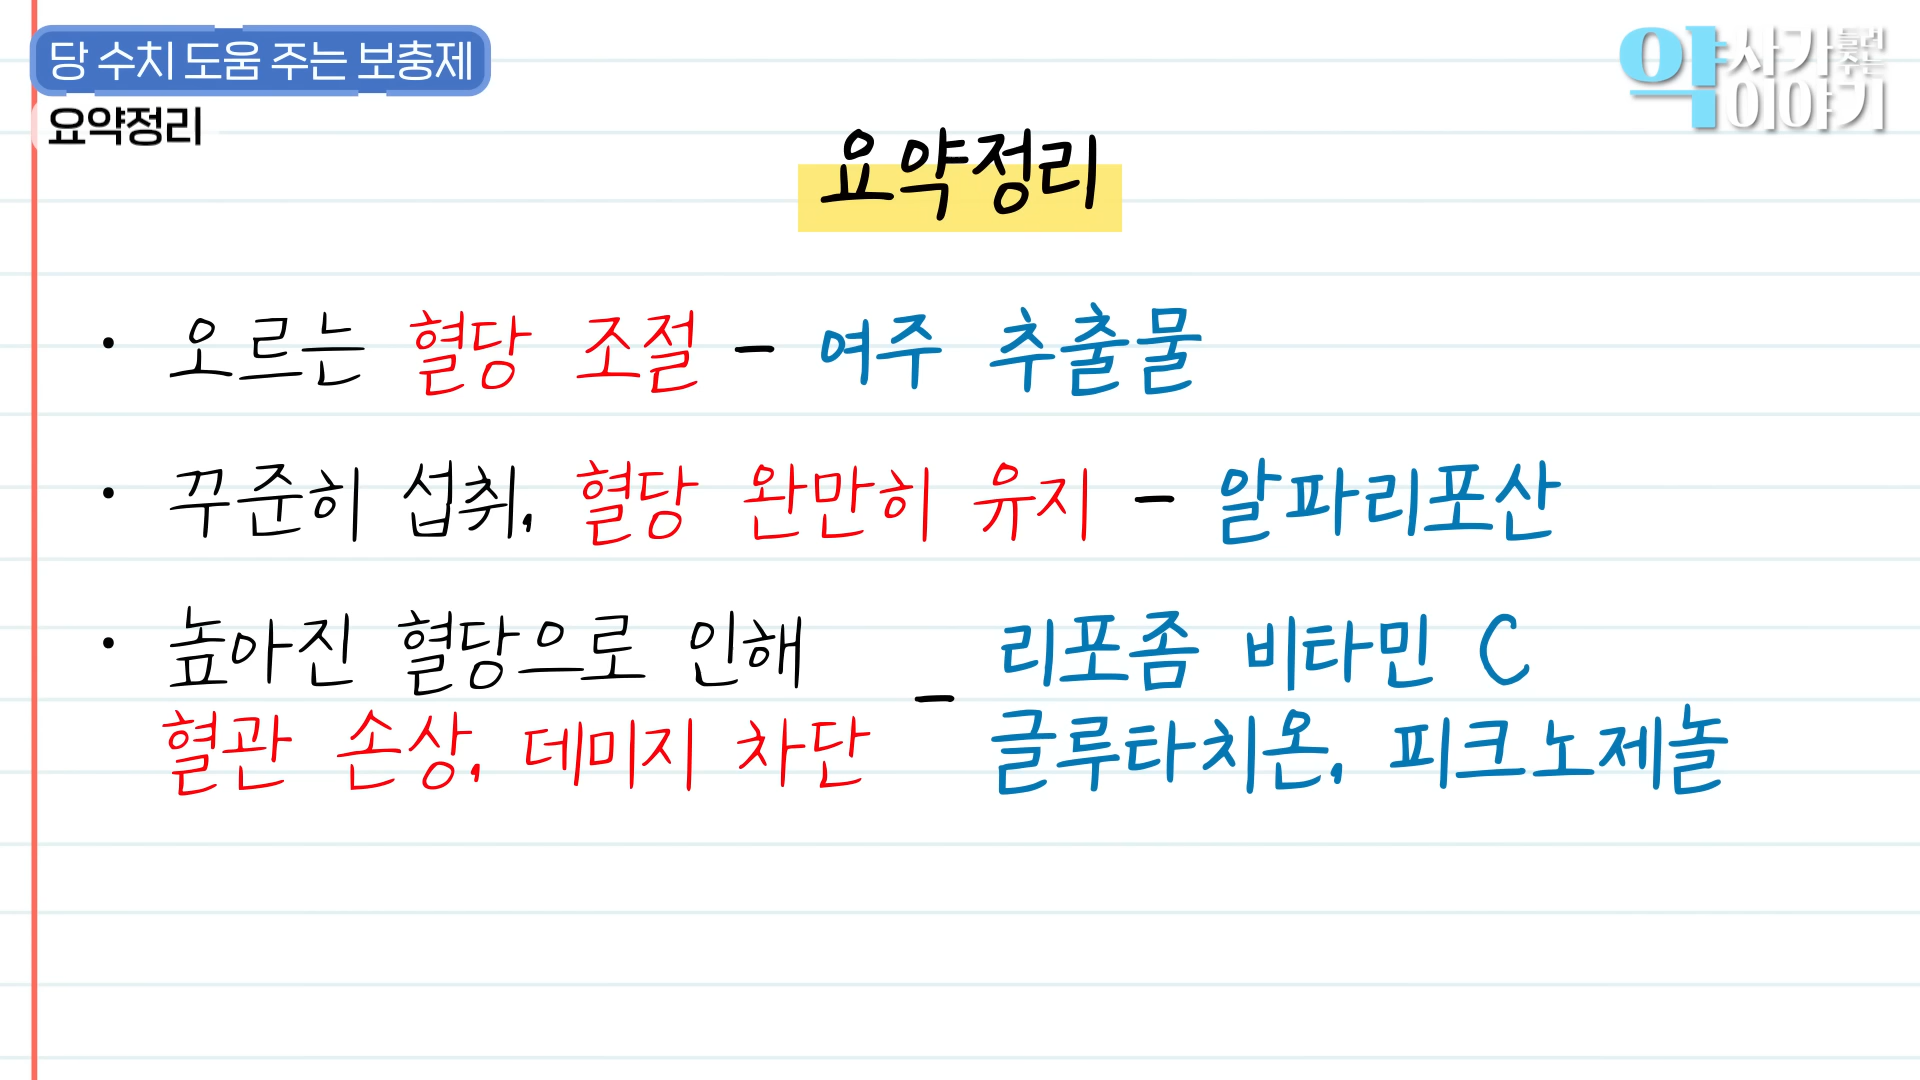 당 수치 도움 주는 보충제
요약정리
약사가 들려주는 이야기
요약정리
• 오르는 혈당 조절 - 여주 추출물
• 꾸준히 섭취, 혈당 완만히 유지 - 알파리포산
• 높아진 혈당으로 인해
혈관 손상, 데미지 차단 -
리포좀 비타민 C
글루타치온, 피크노제놀